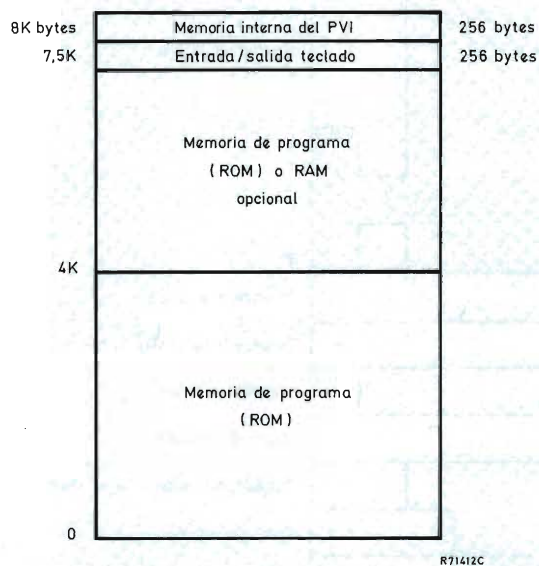 8K bytes
Memoria interna del PVI
256 bytes
7,5K
Entrada/salida teclado
256 bytes
Memoria de programa
(ROM) o RAM
opcional
4K
Memoria de programa
(ROM)
0
R71412C